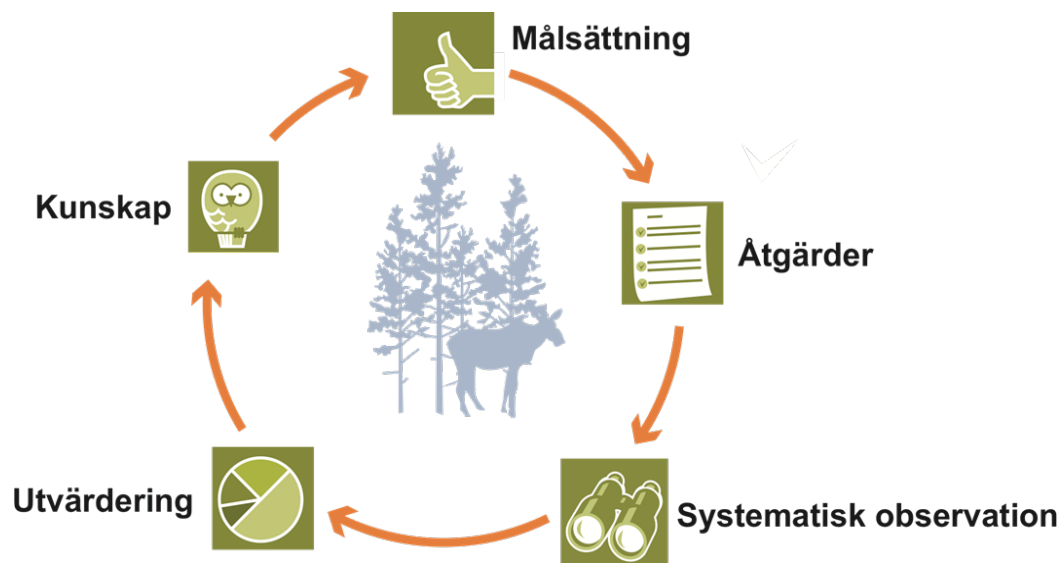 Målsättning
Åtgärder
Systematisk observation
Utvärdering
Kunskap